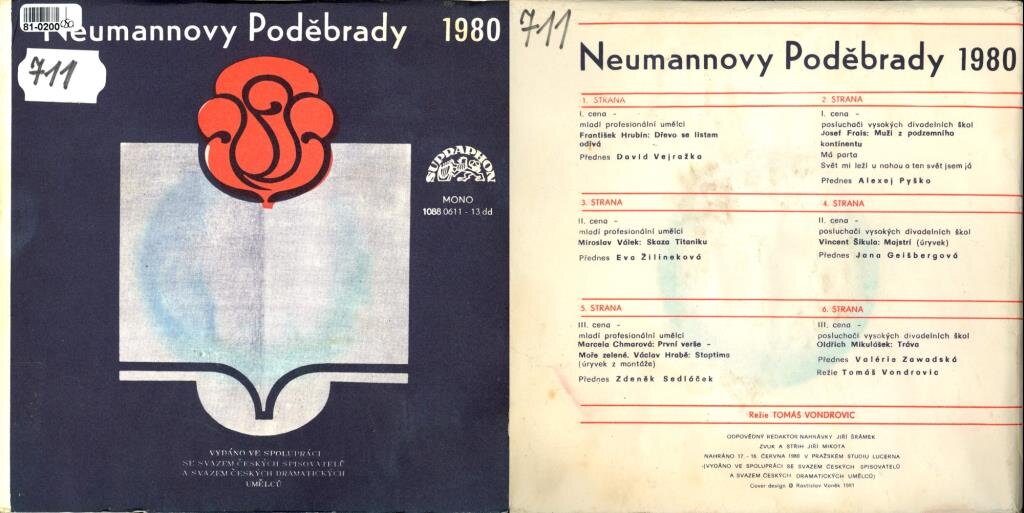 81-0200
Neumannovy Poděbrady 1980
711
SUPRAPHON
MONO
1088 0611 - 13 dd
VYDÁNO VE SPOLUPRÁCI
SE SVAZEM ČESKÝCH SPISOVATELŮ
A SVAZEM ČESKÝCH DRAMATICKÝCH
UMĚLCŮ
711
Neumannovy Poděbrady 1980
1. STRANA
I. cena -
mladí profesionální umělci
František Hrubín: Dřevo se listem
odívá
Přednes David Vejražka
2. STRANA
I. cena -
posluchači vysokých divadelních škol
Josef Frais: Muži z podzemního
kontinentu
Má parta
Svět mi leží u nohou a ten svět jsem já
Přednes Alexej Pyško
3. STRANA
II. cena -
mladí profesionální umělci
Miroslav Válek: Skaza Titaniku
Přednes Eva Žilineková
4. STRANA
II. cena -
posluchači vysokých divadelních škol
Vincent Šikula: Majstri (úryvek)
Přednes Jana Geišbergová
5. STRANA
III. cena -
mladí profesionální umělci
Marcela Chmarová: První verše -
Moře zelené. Václav Hrabě: Stoptima
(úryvek z montáže)
Přednes Zdeněk Sedláček
6. STRANA
III. cena -
posluchači vysokých divadelních škol
Oldřich Mikulášek: Tráva
Přednes Valéria Zawadská
Režie Tomáš Vondrovic
Režie TOMÁŠ VONDROVIC
ODPOVĚDNÝ REDAKTOR NAHRÁVKY JIŘÍ ŠRÁMEK
ZVUK A STŘIH JIŘÍ MIKOTA
NAHRÁNO 17. - 18. ČERVNA 1980 V PRAŽSKÉM STUDIU LUCERNA
(VYDÁNO VE SPOLUPRÁCI SE SVAZEM ČESKÝCH SPISOVATELŮ
A SVAZEM ČESKÝCH DRAMATICKÝCH UMĚLCŮ)
Cover design © Rostislav Vaněk 1981